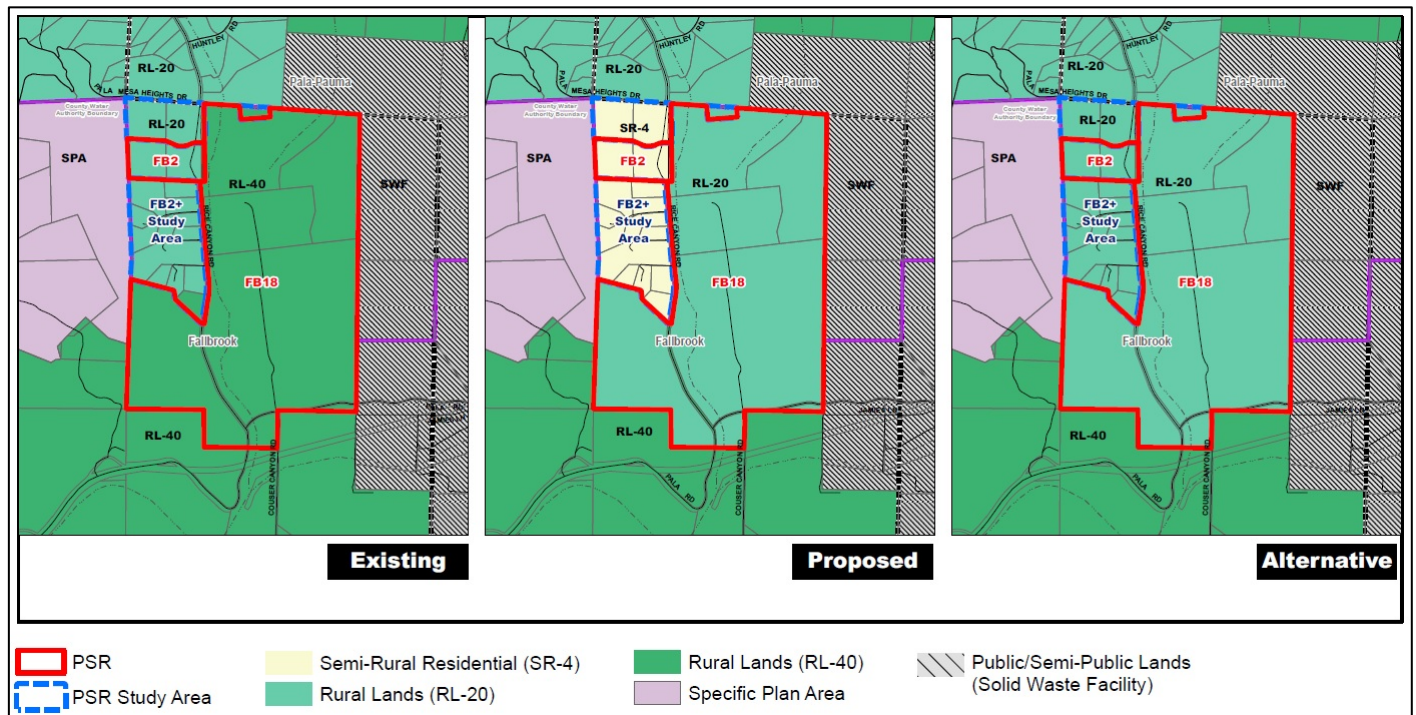 HUNTLEY RD
RL-20
Pala-Pauma
PALA MESA HEIGHTS DR
County Water
Authority Boundary
RL-20
SPA
FB2
RL-40
SWF
FB2+
Study
Area
RICE CANYON RD
FB18
Fallbrook
RL-40
COUSER CANYON RD
Existing
HUNTLEY RD
RL-20
Pala-Pauma
PALA MESA HEIGHTS DR
County Water
Authority Boundary
SR-4
SPA
FB2
RL-20
SWF
FB2+
Study
Area
RICE CANYON RD
FB18
Fallbrook
JAMIES LN
RL-40
PALA RD
COUSER CANYON RD
Proposed
HUNTLEY RD
RL-20
Pala-Pauma
PALA MESA HEIGHTS DR
County Water
Authority Boundary
RL-20
SPA
FB2
RL-20
SWF
FB2+
Study
Area
RICE CANYON RD
FB18
Fallbrook
JAMIES LN
RL-40
PALA RD
COUSER CANYON RD
Alternative
PSR
Semi-Rural Residential (SR-4)
Rural Lands (RL-40)
Public/Semi-Public Lands
(Solid Waste Facility)
PSR Study Area
Rural Lands (RL-20)
Specific Plan Area